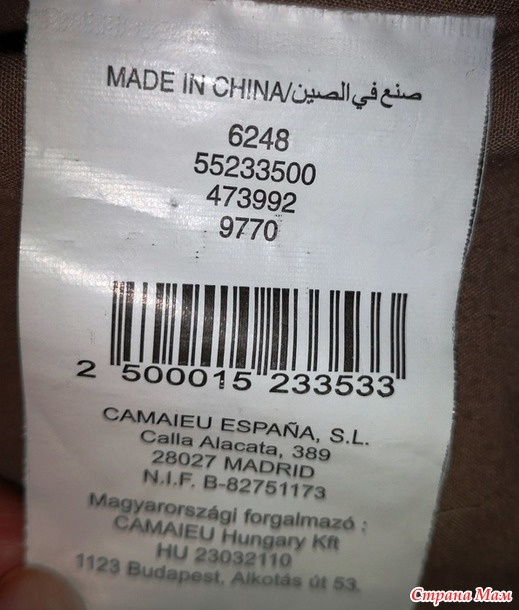 MADE IN CHINA/صنع في الصين
6248
55233500
473992
9770
2 500015 233533
CAMAIEU ESPAÑA, S.L.
Calla Alacata, 389
28027 MADRID
N.I.F. B-82751173
Magyarországi forgalmazó :
CAMAIEU Hungary Kft
HU 23032110
1123 Budapest, Alkotás út 53.
Страна Мам